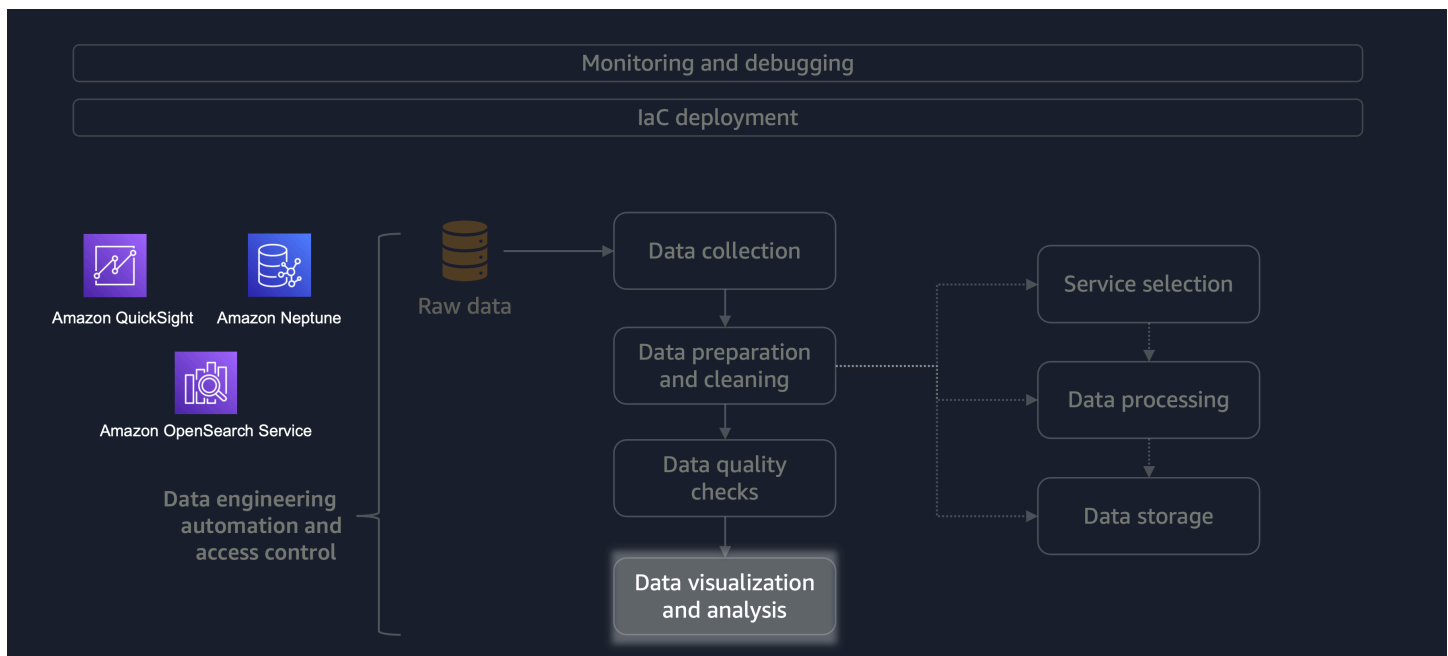 Monitoring and debugging
IaC deployment
Amazon QuickSight
Amazon Neptune
Amazon OpenSearch Service
Data engineering
automation and
access control
Raw data
Data collection
Data preparation
and cleaning
Data quality
checks
Data visualization
and analysis
Service selection
Data processing
Data storage